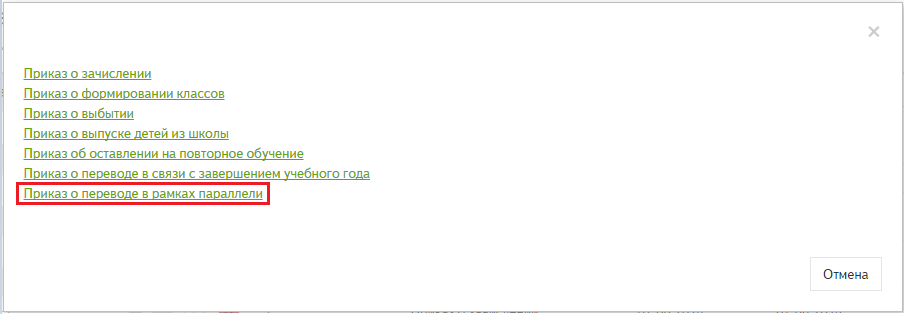 ×
Приказ о зачислении
Приказ о формировании классов
Приказ о выбытии
Приказ о выпуске детей из школы
Приказ об оставлении на повторное обучение
Приказ о переводе в связи с завершением учебного года
Приказ о переводе в рамках параллели
Отмена